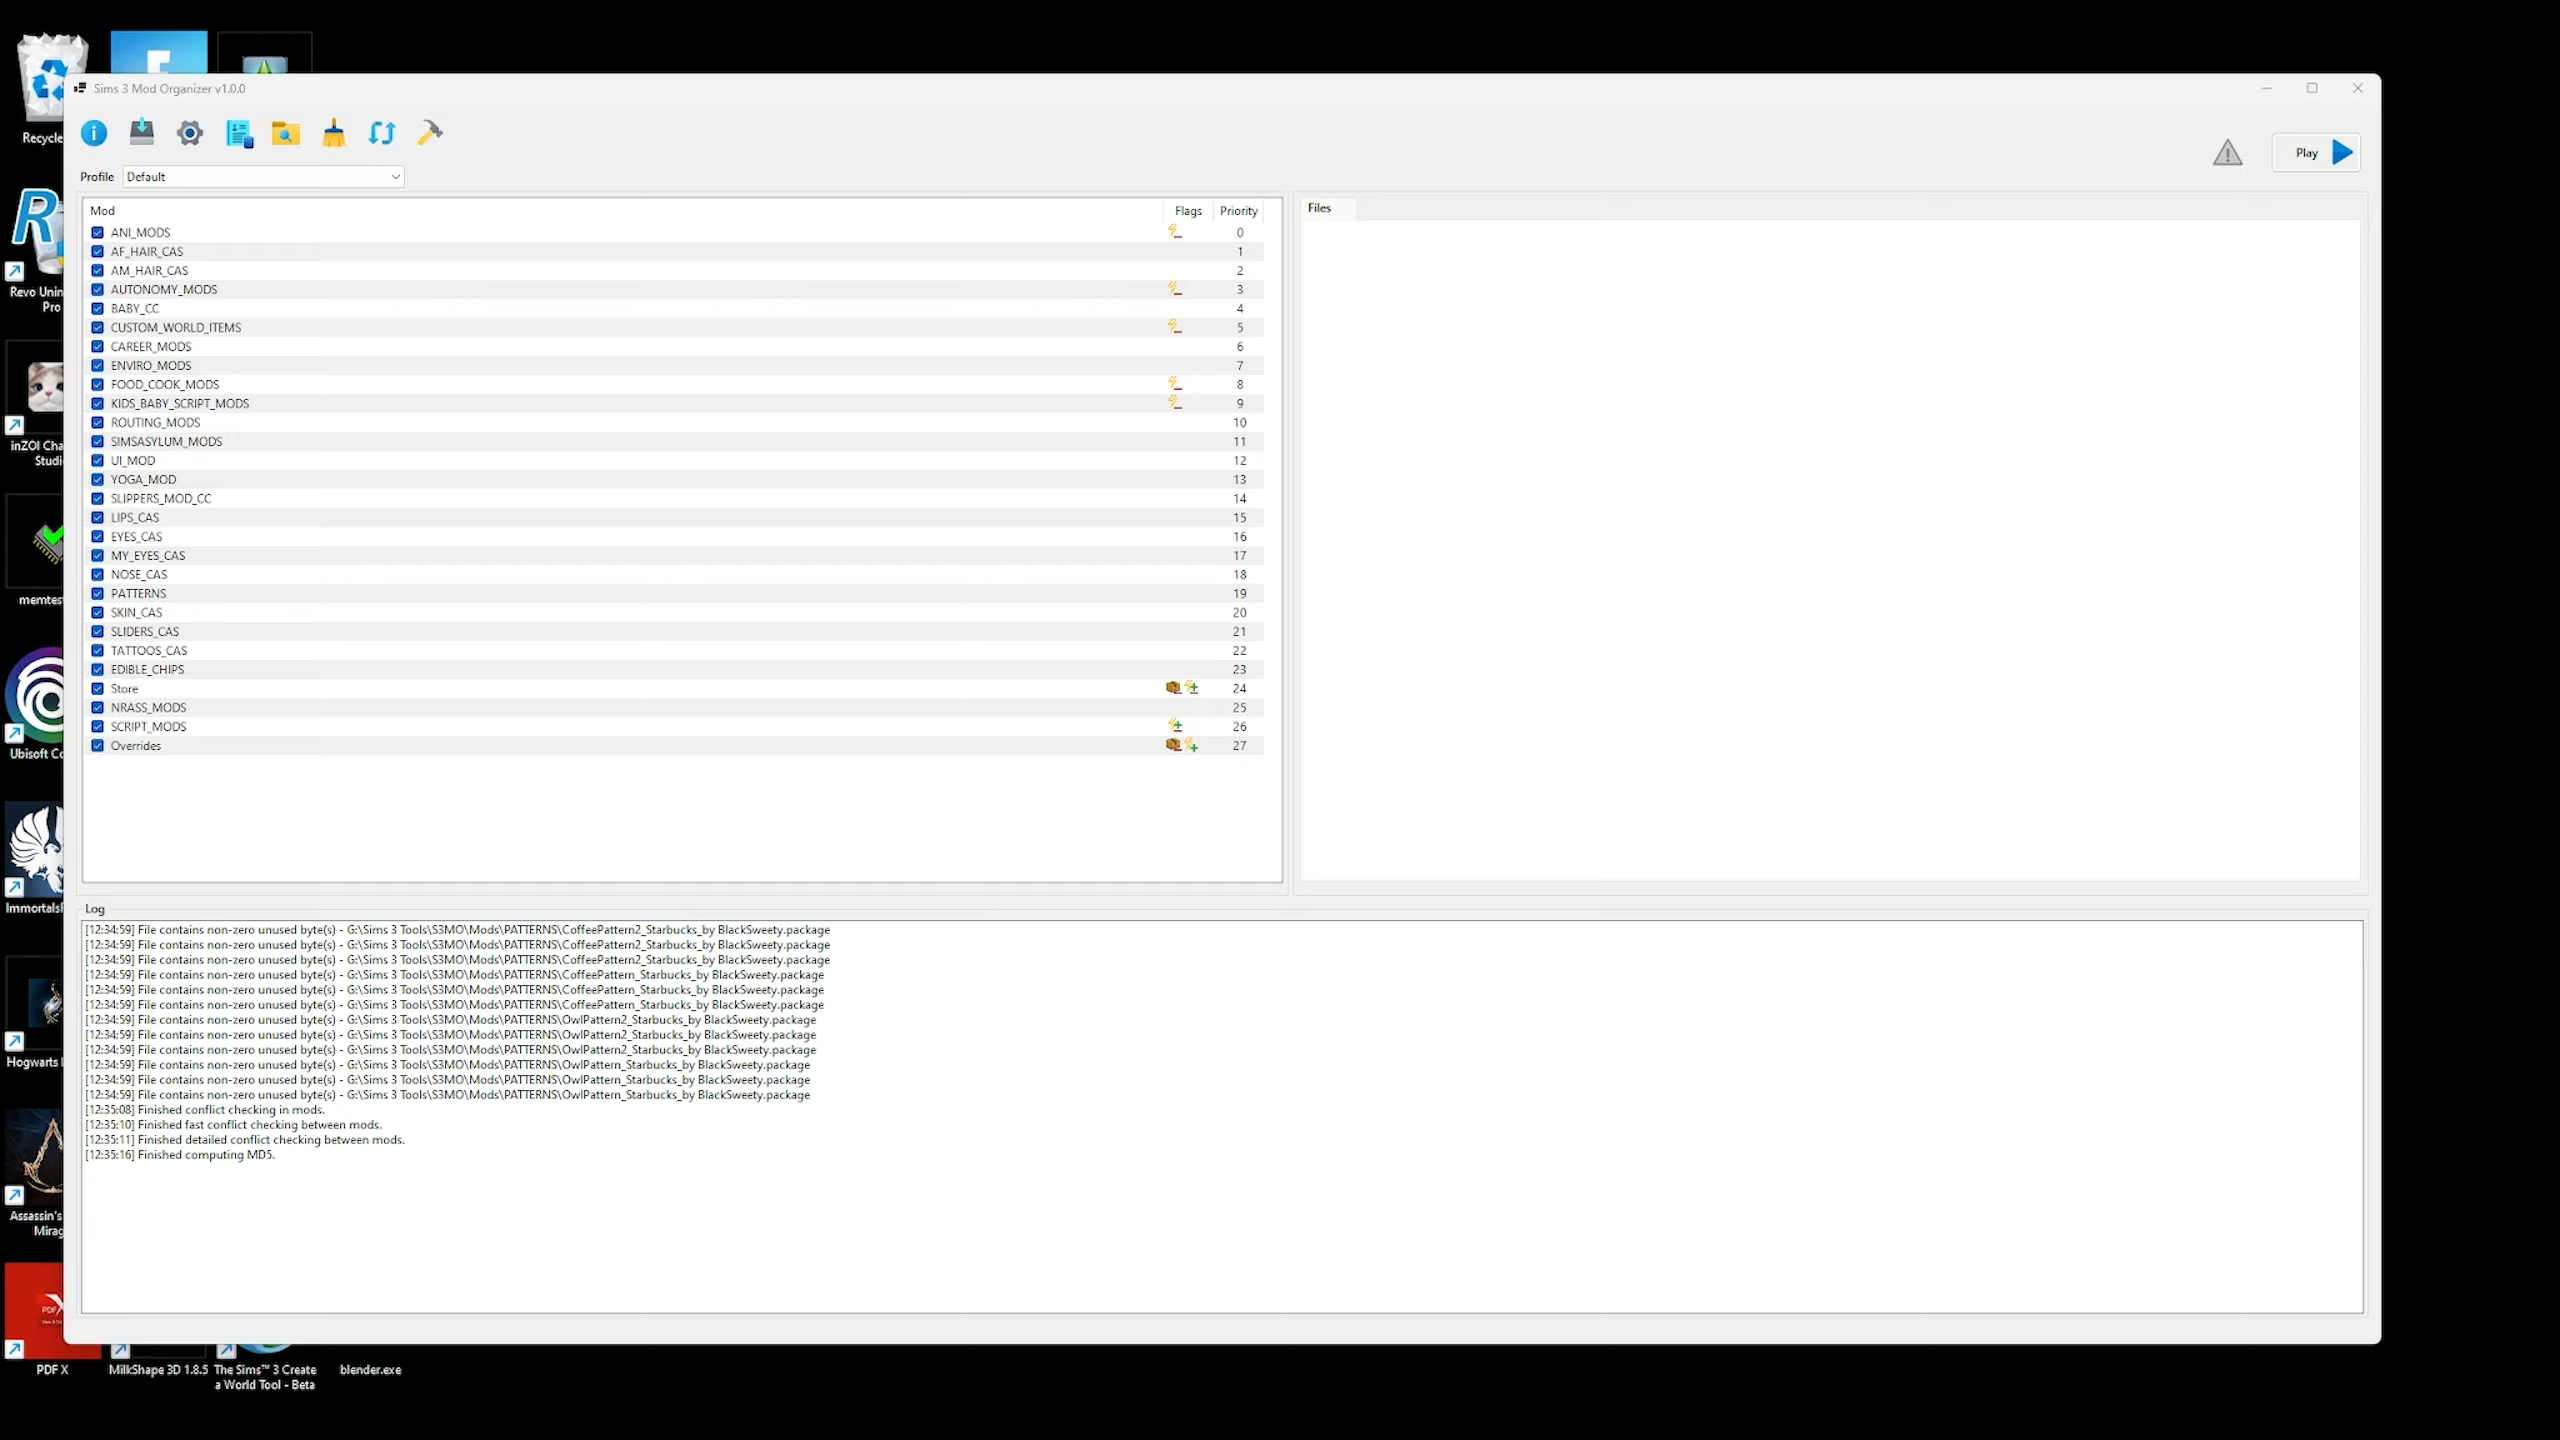 Sims 3 Mod Organizer v1.0.0
Recycle
Play
Profile
Default
Mod Flags Priority
Files
ANI_MODS 0
AF_HAIR_CAS 1
AM_HAIR_CAS 2
AUTONOMY_MODS 3
BABY_CC 4
CUSTOM_WORLD_ITEMS 5
CAREER_MODS 6
ENVIRO_MODS 7
FOOD_COOK_MODS 8
KIDS_BABY_SCRIPT_MODS 9
ROUTING_MODS 10
SIMSASYLUM_MODS 11
UI_MOD 12
YOGA_MOD 13
SLIPPERS_MOD_CC 14
LIPS_CAS 15
EYES_CAS 16
MY_EYES_CAS 17
NOSE_CAS 18
PATTERNS 19
SKIN_CAS 20
SLIDERS_CAS 21
TATTOOS_CAS 22
EDIBLE_CHIPS 23
Store 24
NRASS_MODS 25
SCRIPT_MODS 26
Overrides 27
Revo Unin
Pro
inZOI Cha
Studi
memtes
Ubisoft Co
Immortals
Hogwarts
Assassin's
Mirag
Log
[12:34:59] File contains non-zero unused byte(s) - G:\Sims 3 Tools\S3MO\Mods\PATTERNS\CoffeePattern2_Starbucks_by BlackSweety.package
[12:34:59] File contains non-zero unused byte(s) - G:\Sims 3 Tools\S3MO\Mods\PATTERNS\CoffeePattern2_Starbucks_by BlackSweety.package
[12:34:59] File contains non-zero unused byte(s) - G:\Sims 3 Tools\S3MO\Mods\PATTERNS\CoffeePattern2_Starbucks_by BlackSweety.package
[12:34:59] File contains non-zero unused byte(s) - G:\Sims 3 Tools\S3MO\Mods\PATTERNS\CoffeePattern_Starbucks_by BlackSweety.package
[12:34:59] File contains non-zero unused byte(s) - G:\Sims 3 Tools\S3MO\Mods\PATTERNS\CoffeePattern_Starbucks_by BlackSweety.package
[12:34:59] File contains non-zero unused byte(s) - G:\Sims 3 Tools\S3MO\Mods\PATTERNS\CoffeePattern_Starbucks_by BlackSweety.package
[12:34:59] File contains non-zero unused byte(s) - G:\Sims 3 Tools\S3MO\Mods\PATTERNS\OwlPattern2_Starbucks_by BlackSweety.package
[12:34:59] File contains non-zero unused byte(s) - G:\Sims 3 Tools\S3MO\Mods\PATTERNS\OwlPattern2_Starbucks_by BlackSweety.package
[12:34:59] File contains non-zero unused byte(s) - G:\Sims 3 Tools\S3MO\Mods\PATTERNS\OwlPattern2_Starbucks_by BlackSweety.package
[12:34:59] File contains non-zero unused byte(s) - G:\Sims 3 Tools\S3MO\Mods\PATTERNS\OwlPattern_Starbucks_by BlackSweety.package
[12:34:59] File contains non-zero unused byte(s) - G:\Sims 3 Tools\S3MO\Mods\PATTERNS\OwlPattern_Starbucks_by BlackSweety.package
[12:34:59] File contains non-zero unused byte(s) - G:\Sims 3 Tools\S3MO\Mods\PATTERNS\OwlPattern_Starbucks_by BlackSweety.package
[12:35:08] Finished conflict checking in mods.
[12:35:10] Finished fast conflict checking between mods.
[12:35:11] Finished detailed conflict checking between mods.
[12:35:16] Finished computing MD5.
PDF X
MilkShape 3D 1.8.5
The Sims™ 3 Create
a World Tool - Beta
blender.exe